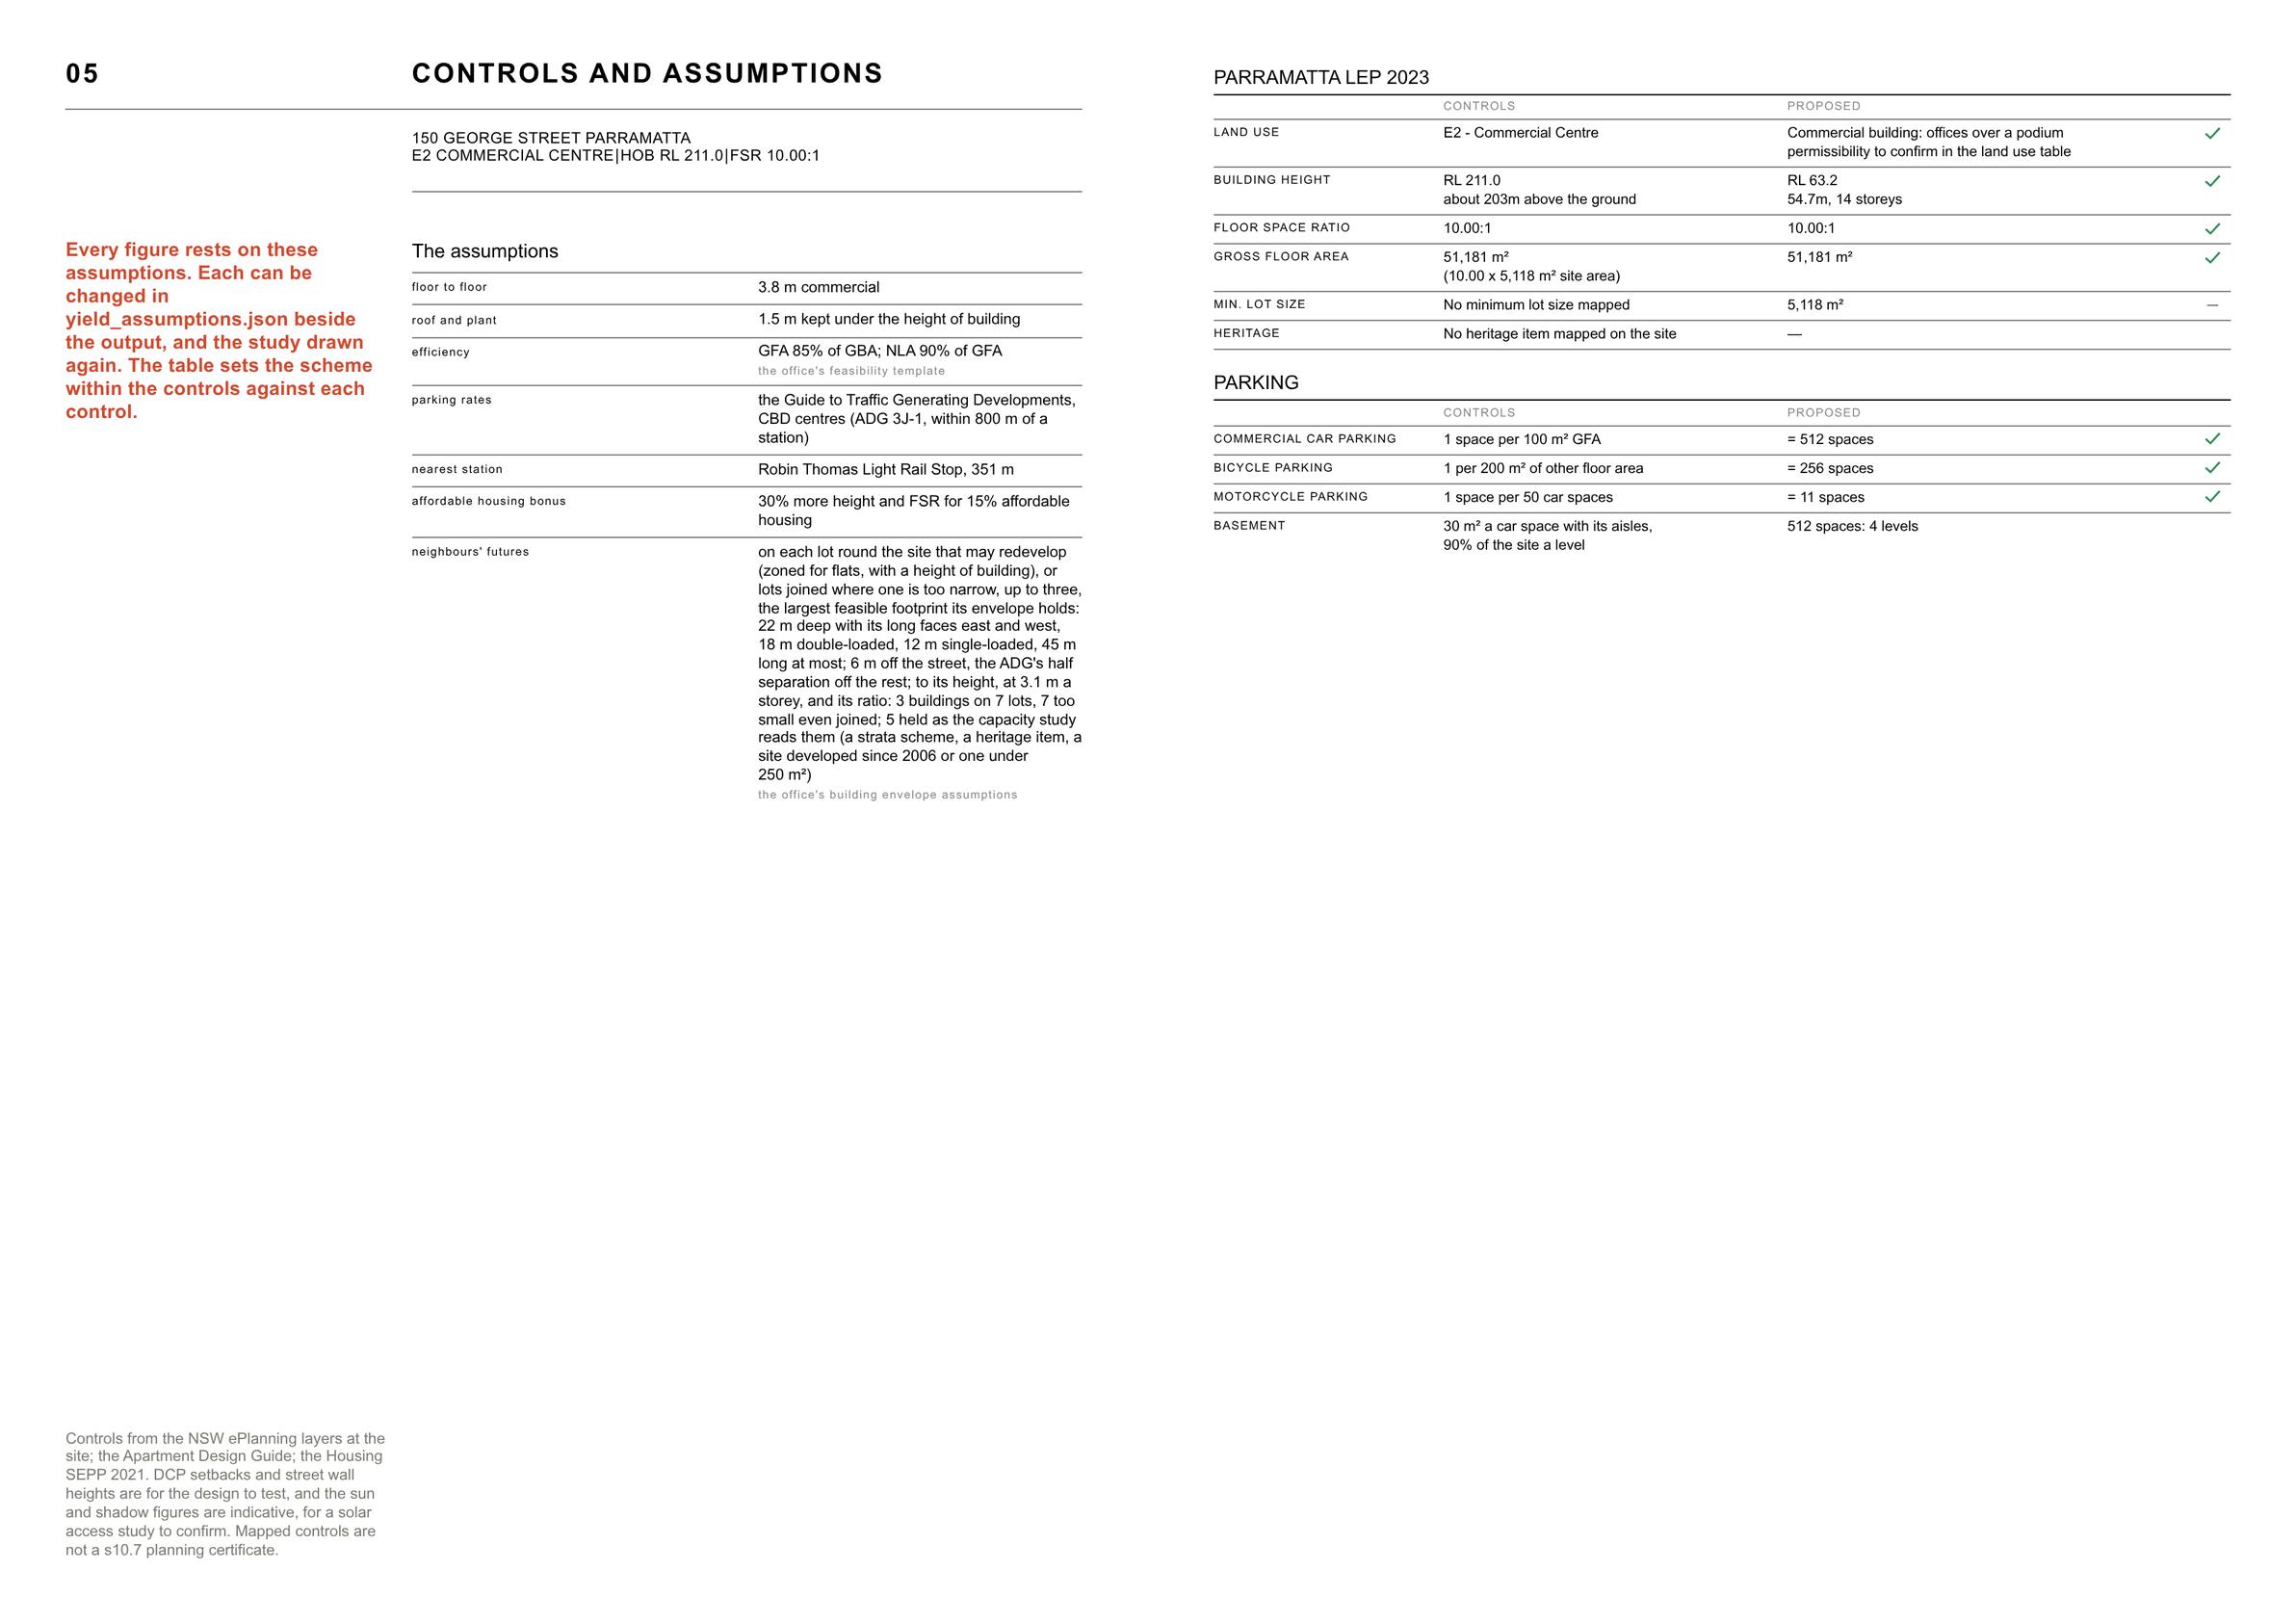 05
CONTROLS AND ASSUMPTIONS
150 GEORGE STREET PARRAMATTA
E2 COMMERCIAL CENTRE|HOB RL 211.0|FSR 10.00:1
Every figure rests on these
assumptions. Each can be
changed in
yield_assumptions.json beside
the output, and the study drawn
again. The table sets the scheme
within the controls against each
control.
The assumptions
floor to floor 3.8 m commercial
roof and plant 1.5 m kept under the height of building
efficiency GFA 85% of GBA; NLA 90% of GFA
the office's feasibility template
parking rates the Guide to Traffic Generating Developments,
CBD centres (ADG 3J-1, within 800 m of a
station)
nearest station Robin Thomas Light Rail Stop, 351 m
affordable housing bonus 30% more height and FSR for 15% affordable
housing
neighbours' futures on each lot round the site that may redevelop
(zoned for flats, with a height of building), or
lots joined where one is too narrow, up to three,
the largest feasible footprint its envelope holds:
22 m deep with its long faces east and west,
18 m double-loaded, 12 m single-loaded, 45 m
long at most; 6 m off the street, the ADG's half
separation off the rest; to its height, at 3.1 m a
storey, and its ratio: 3 buildings on 7 lots, 7 too
small even joined; 5 held as the capacity study
reads them (a strata scheme, a heritage item, a
site developed since 2006 or one under
250 m²)
the office's building envelope assumptions
Controls from the NSW ePlanning layers at the
site; the Apartment Design Guide; the Housing
SEPP 2021. DCP setbacks and street wall
heights are for the design to test, and the sun
and shadow figures are indicative, for a solar
access study to confirm. Mapped controls are
not a s10.7 planning certificate.
PARRAMATTA LEP 2023
CONTROLS PROPOSED
LAND USE E2 - Commercial Centre Commercial building: offices over a podium ✓
permissibility to confirm in the land use table
BUILDING HEIGHT RL 211.0 RL 63.2 ✓
about 203m above the ground 54.7m, 14 storeys
FLOOR SPACE RATIO 10.00:1 10.00:1 ✓
GROSS FLOOR AREA 51,181 m² 51,181 m² ✓
(10.00 x 5,118 m² site area)
MIN. LOT SIZE No minimum lot size mapped 5,118 m² –
HERITAGE No heritage item mapped on the site —
PARKING
CONTROLS PROPOSED
COMMERCIAL CAR PARKING 1 space per 100 m² GFA = 512 spaces ✓
BICYCLE PARKING 1 per 200 m² of other floor area = 256 spaces ✓
MOTORCYCLE PARKING 1 space per 50 car spaces = 11 spaces ✓
BASEMENT 30 m² a car space with its aisles, 512 spaces: 4 levels
90% of the site a level